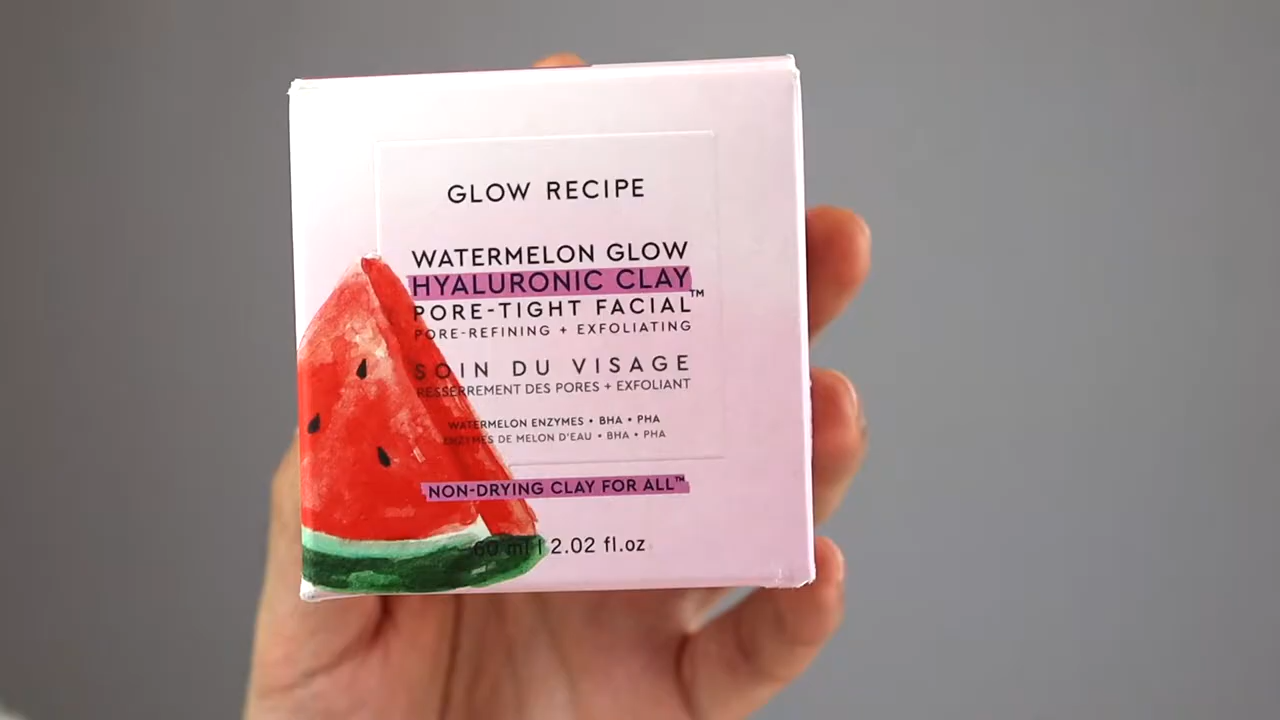 GLOW RECIPE
WATERMELON GLOW
HYALURONIC CLAY
PORE-TIGHT FACIAL™
PORE-REFINING + EXFOLIATING
SOIN DU VISAGE
RESSERREMENT DES PORES + EXFOLIANT
WATERMELON ENZYMES • BHA • PHA
ENZYMES DE MELON D'EAU • BHA • PHA
NON-DRYING CLAY FOR ALL™
60 ml | 2.02 fl.oz